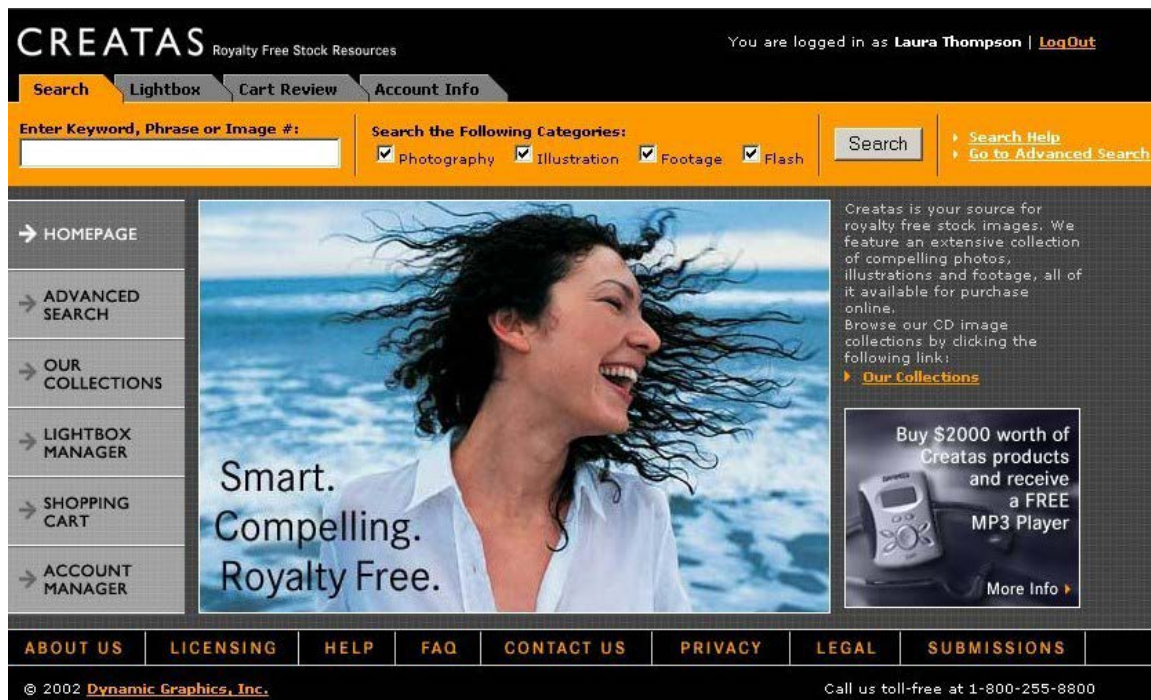 CREATAS Royalty Free Stock Resources
You are logged in as Laura Thompson | LogOut
Search
Lightbox
Cart Review
Account Info
Enter Keyword, Phrase or Image #:
Search the Following Categories:
Photography
Illustration
Footage
Flash
Search
Search Help
Go to Advanced Search
HOMEPAGE
ADVANCED
SEARCH
OUR
COLLECTIONS
LIGHTBOX
MANAGER
SHOPPING
CART
ACCOUNT
MANAGER
Smart.
Compelling.
Royalty Free.
Creatas is your source for
royalty free stock images. We
feature an extensive collection
of compelling photos,
illustrations and footage, all of
it available for purchase
online.
Browse our CD image
collections by clicking the
following link:
Our Collections
Buy $2000 worth of
Creatas products
and receive
a FREE
MP3 Player
More Info
ABOUT US
LICENSING
HELP
FAQ
CONTACT US
PRIVACY
LEGAL
SUBMISSIONS
© 2002 Dynamic Graphics, Inc.
Call us toll-free at 1-800-255-8800